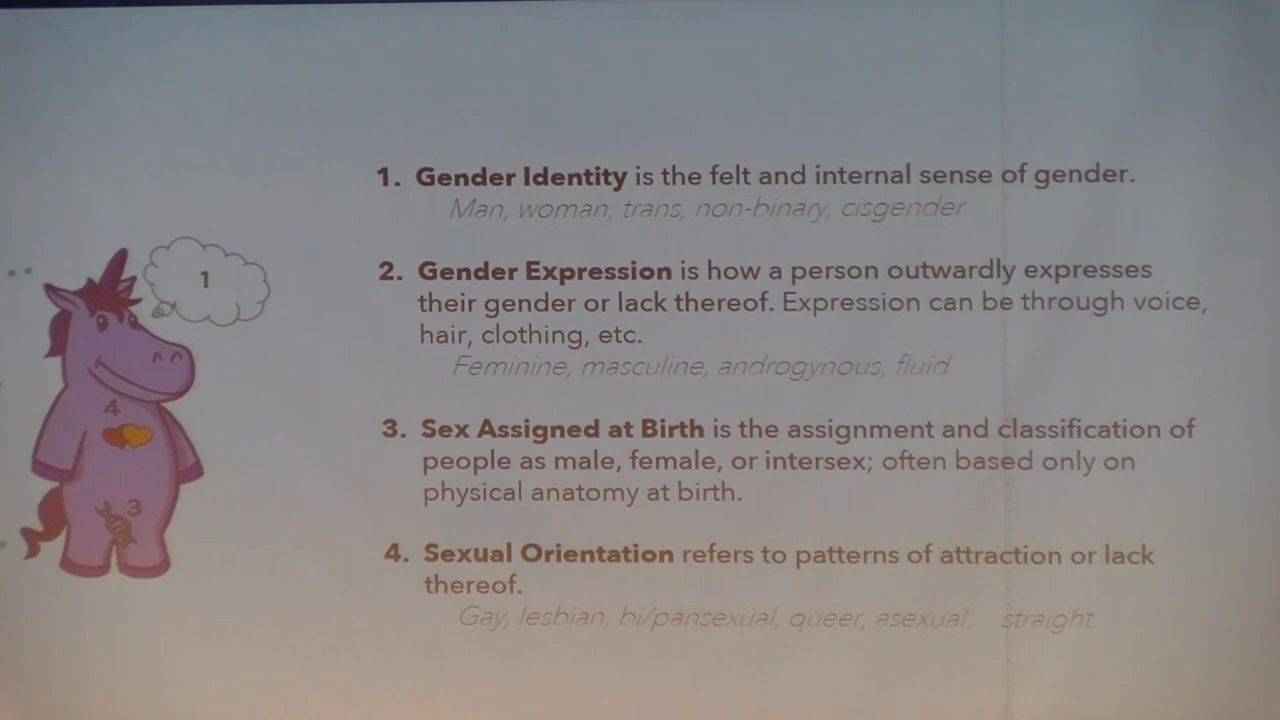 1. Gender Identity is the felt and internal sense of gender.
Man, woman, trans, non-binary, cisgender
2. Gender Expression is how a person outwardly expresses
their gender or lack thereof. Expression can be through voice,
hair, clothing, etc.
Feminine, masculine, androgynous, fluid
3. Sex Assigned at Birth is the assignment and classification of
people as male, female, or intersex; often based only on
physical anatomy at birth.
4. Sexual Orientation refers to patterns of attraction or lack
thereof.
Gay, lesbian, bi/pansexual, queer, asexual... straight
1
4
3